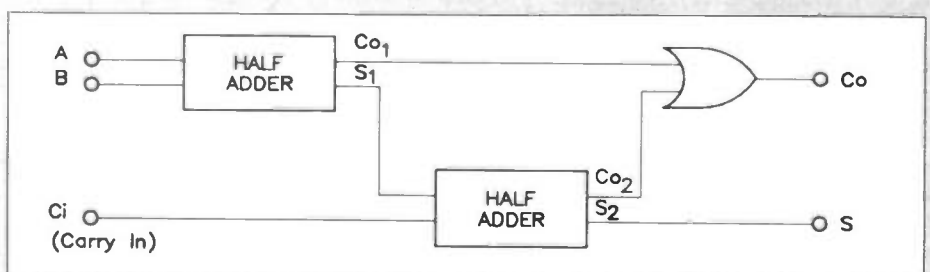 A
B
HALF
ADDER
Co1
S1
Co
Ci
(Carry In)
HALF
ADDER
Co2
S2
S